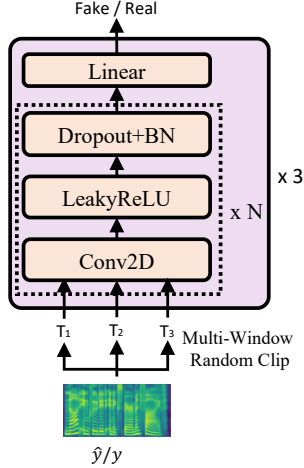 Fake / Real
Linear
Dropout+BN
LeakyReLU
Conv2D
x N
x 3
T₁ T₂ T₃
Multi-Window
Random Clip
ŷ/y